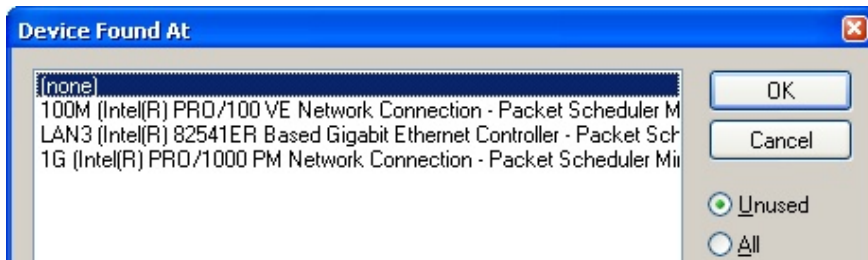 Device Found At
(none)
100M (Intel(R) PRO/100 VE Network Connection - Packet Scheduler M
LAN3 (Intel(R) 82541ER Based Gigabit Ethernet Controller - Packet Sch
1G (Intel(R) PRO/1000 PM Network Connection - Packet Scheduler Mi
OK
Cancel
Unused
All